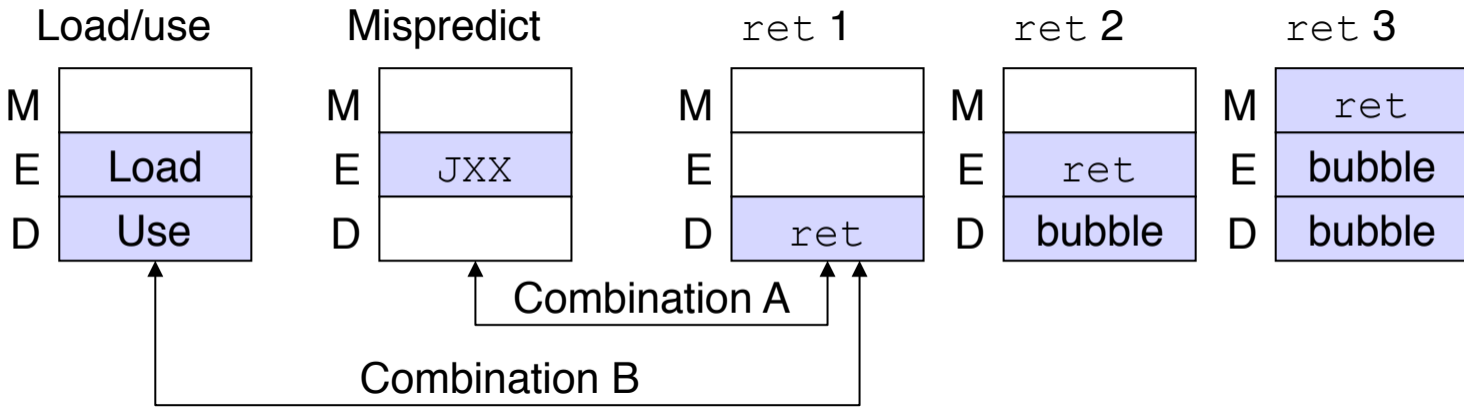 Load/use Mispredict ret 1 ret 2 ret 3
M M M M M ret
E Load E JXX E E ret E bubble
D Use D D ret D bubble D bubble
Combination A
Combination B